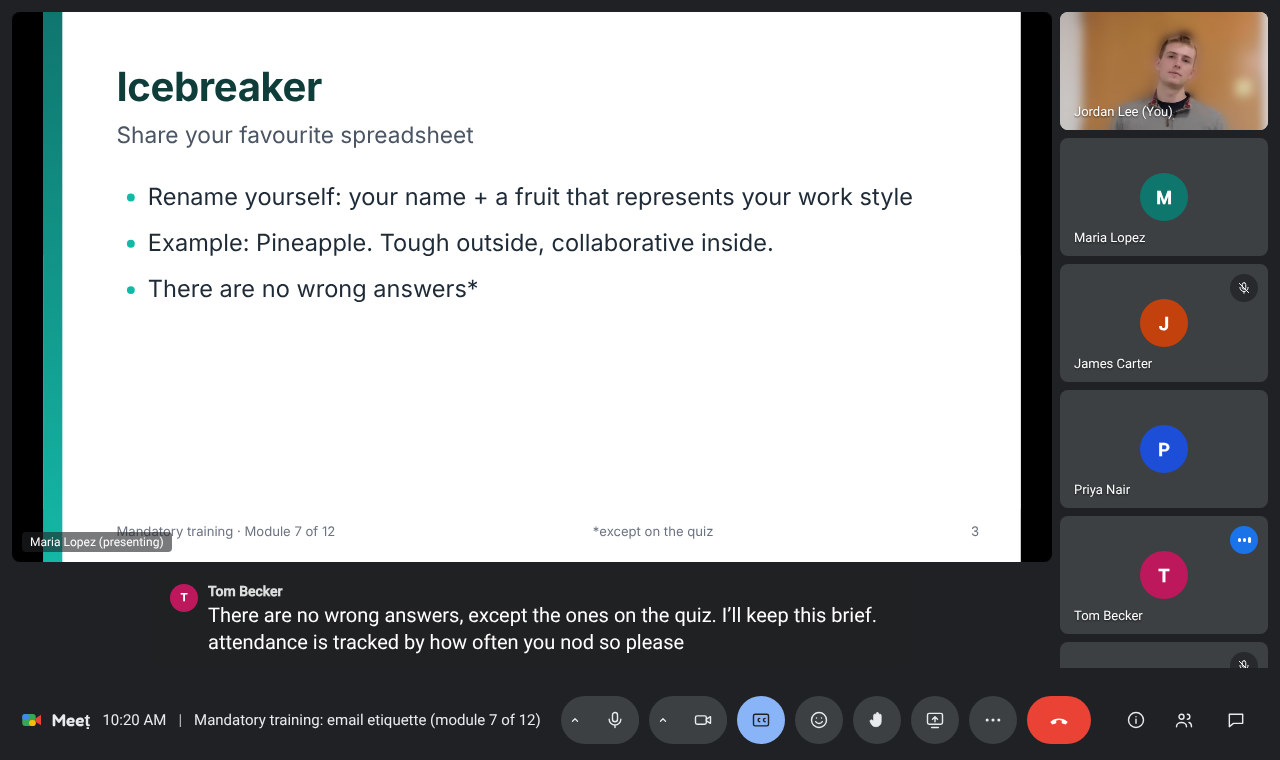 Icebreaker
Share your favourite spreadsheet
Rename yourself: your name + a fruit that represents your work style
Example: Pineapple. Tough outside, collaborative inside.
There are no wrong answers*
Mandatory training · Module 7 of 12
*except on the quiz
3
Maria Lopez (presenting)
Jordan Lee (You)
M
Maria Lopez
J
James Carter
P
Priya Nair
T
Tom Becker
T
Tom Becker
There are no wrong answers, except the ones on the quiz. I’ll keep this brief.
attendance is tracked by how often you nod so please
Meet
10:20 AM | Mandatory training: email etiquette (module 7 of 12)
CC